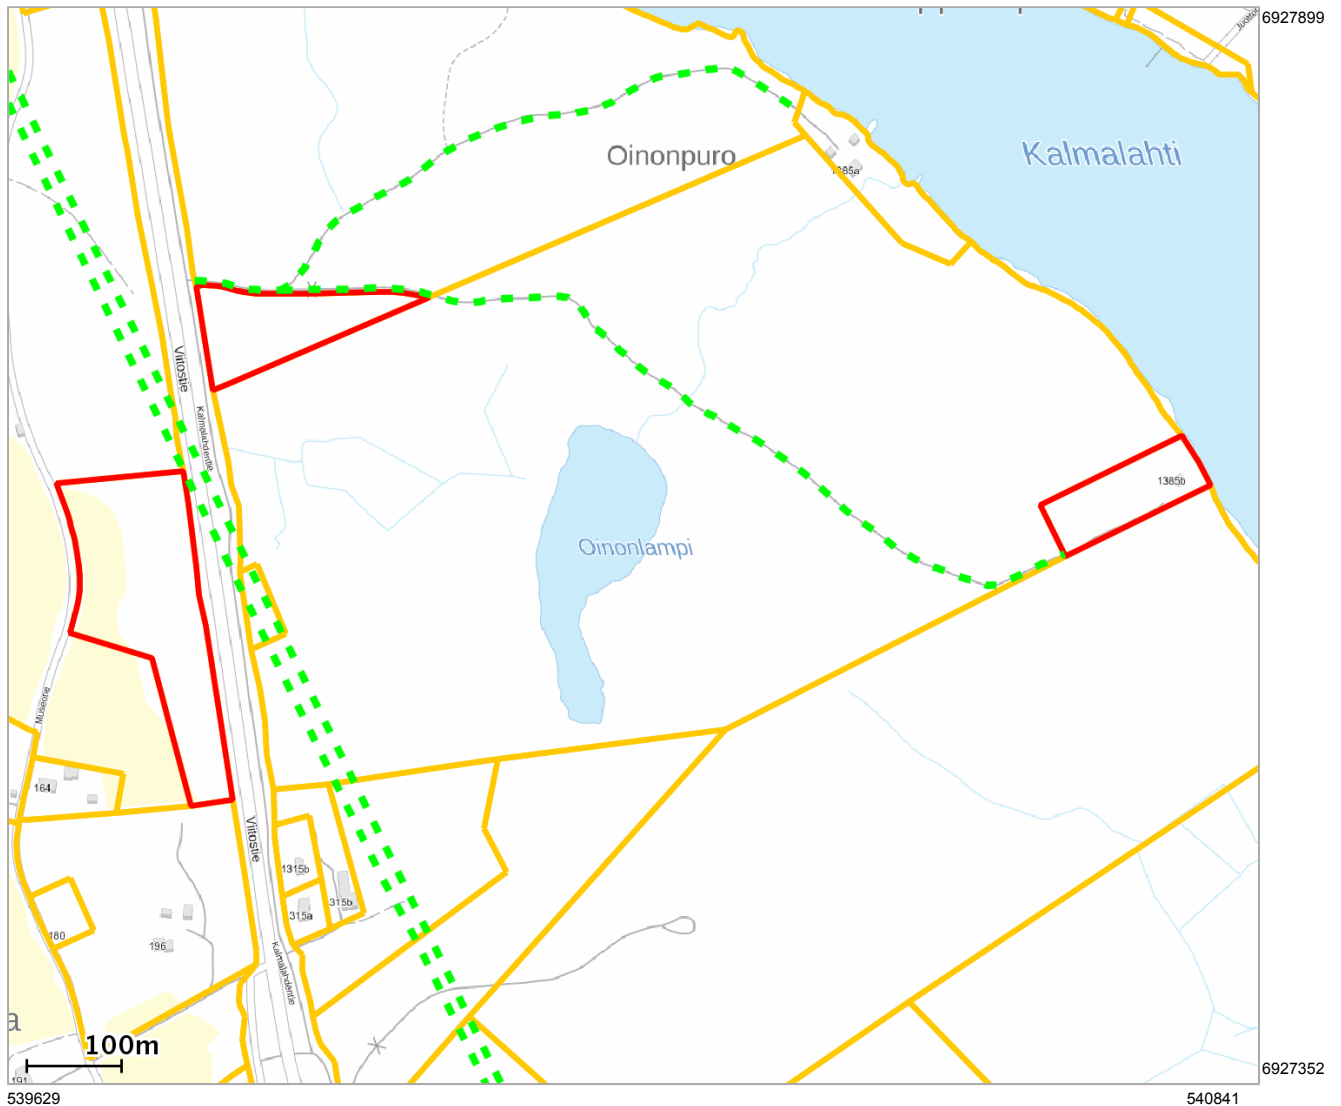 6927899
Oinonpuro
Kalmalahti
1385a
Viitostie
Kalmalahdentie
1385b
Oinonlampi
Museotie
164
Viitostie
1315b
315b
315a
180
196
Kalmalahdentie
a
100m
191
6927352
539629
540841